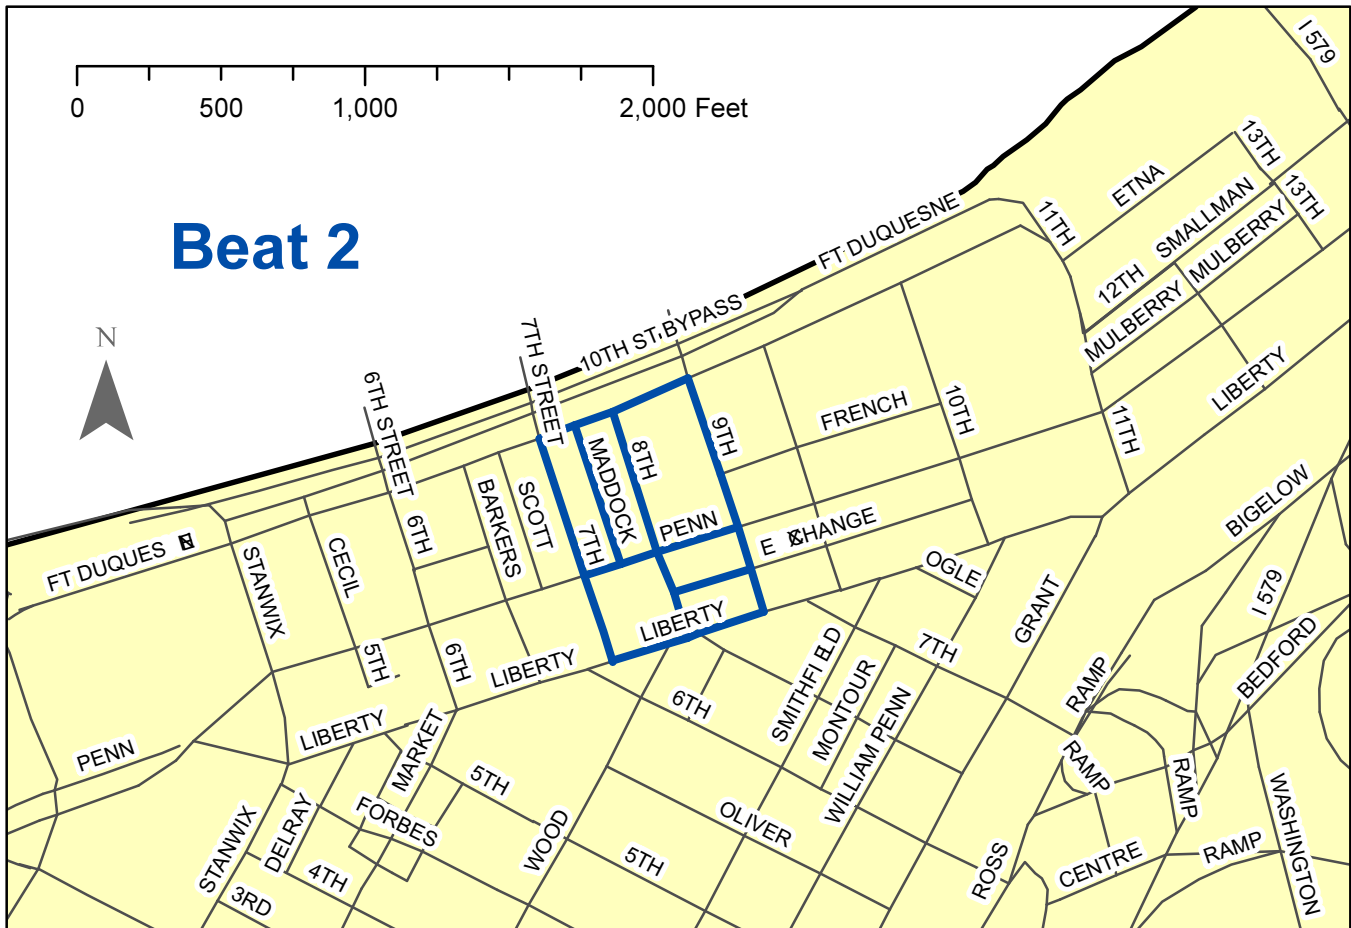 I 579
0 500 1,000 2,000 Feet
13TH
ETNA
13TH
Beat 2
FT DUQUESNE
11TH
SMALLMAN
MULBERRY
12TH
MULBERRY
N
7TH STREET
10TH ST BYPASS
6TH STREET
LIBERTY
FRENCH
10TH
11TH
9TH
MADDOCK
8TH
BARKERS
SCOTT
BIGELOW
6TH
PENN
EXCHANGE
FT DUQUESNE
STANWIX
CECIL
7TH
OGLE
I 579
GRANT
LIBERTY
BEDFORD
5TH
6TH
LIBERTY
7TH
SMITHFIELD
MONTOUR
RAMP
6TH
WILLIAM PENN
LIBERTY
MARKET
PENN
RAMP
RAMP
5TH
WASHINGTON
STANWIX
DELRAY
FORBES
WOOD
OLIVER
5TH
4TH
3RD
ROSS
CENTRE
RAMP